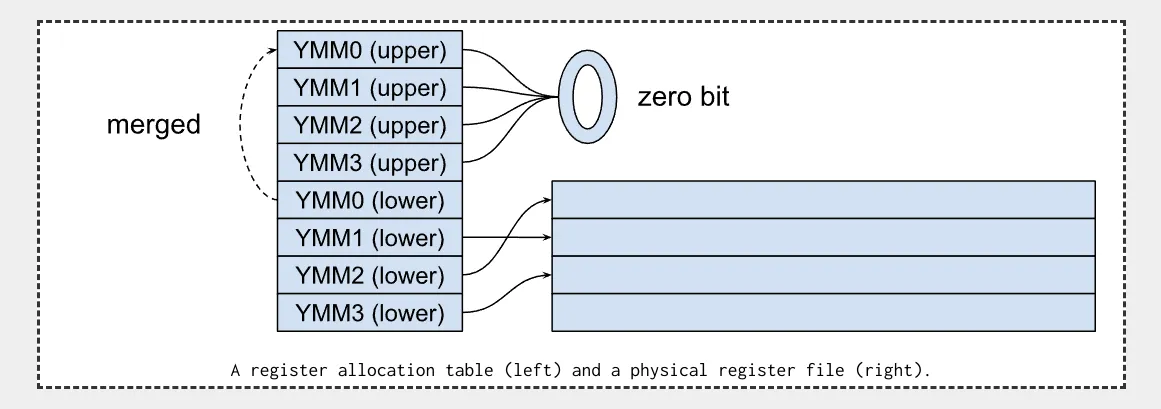 merged
YMM0 (upper)
YMM1 (upper)
YMM2 (upper)
YMM3 (upper)
YMM0 (lower)
YMM1 (lower)
YMM2 (lower)
YMM3 (lower)
zero bit
A register allocation table (left) and a physical register file (right).